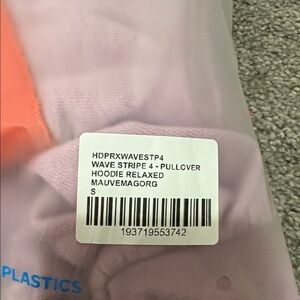 HDPRXWAVESTP4
WAVE STRIPE 4 - PULLOVER
HOODIE RELAXED
MAUVEMAGORG
S
193719553742
PLASTICS